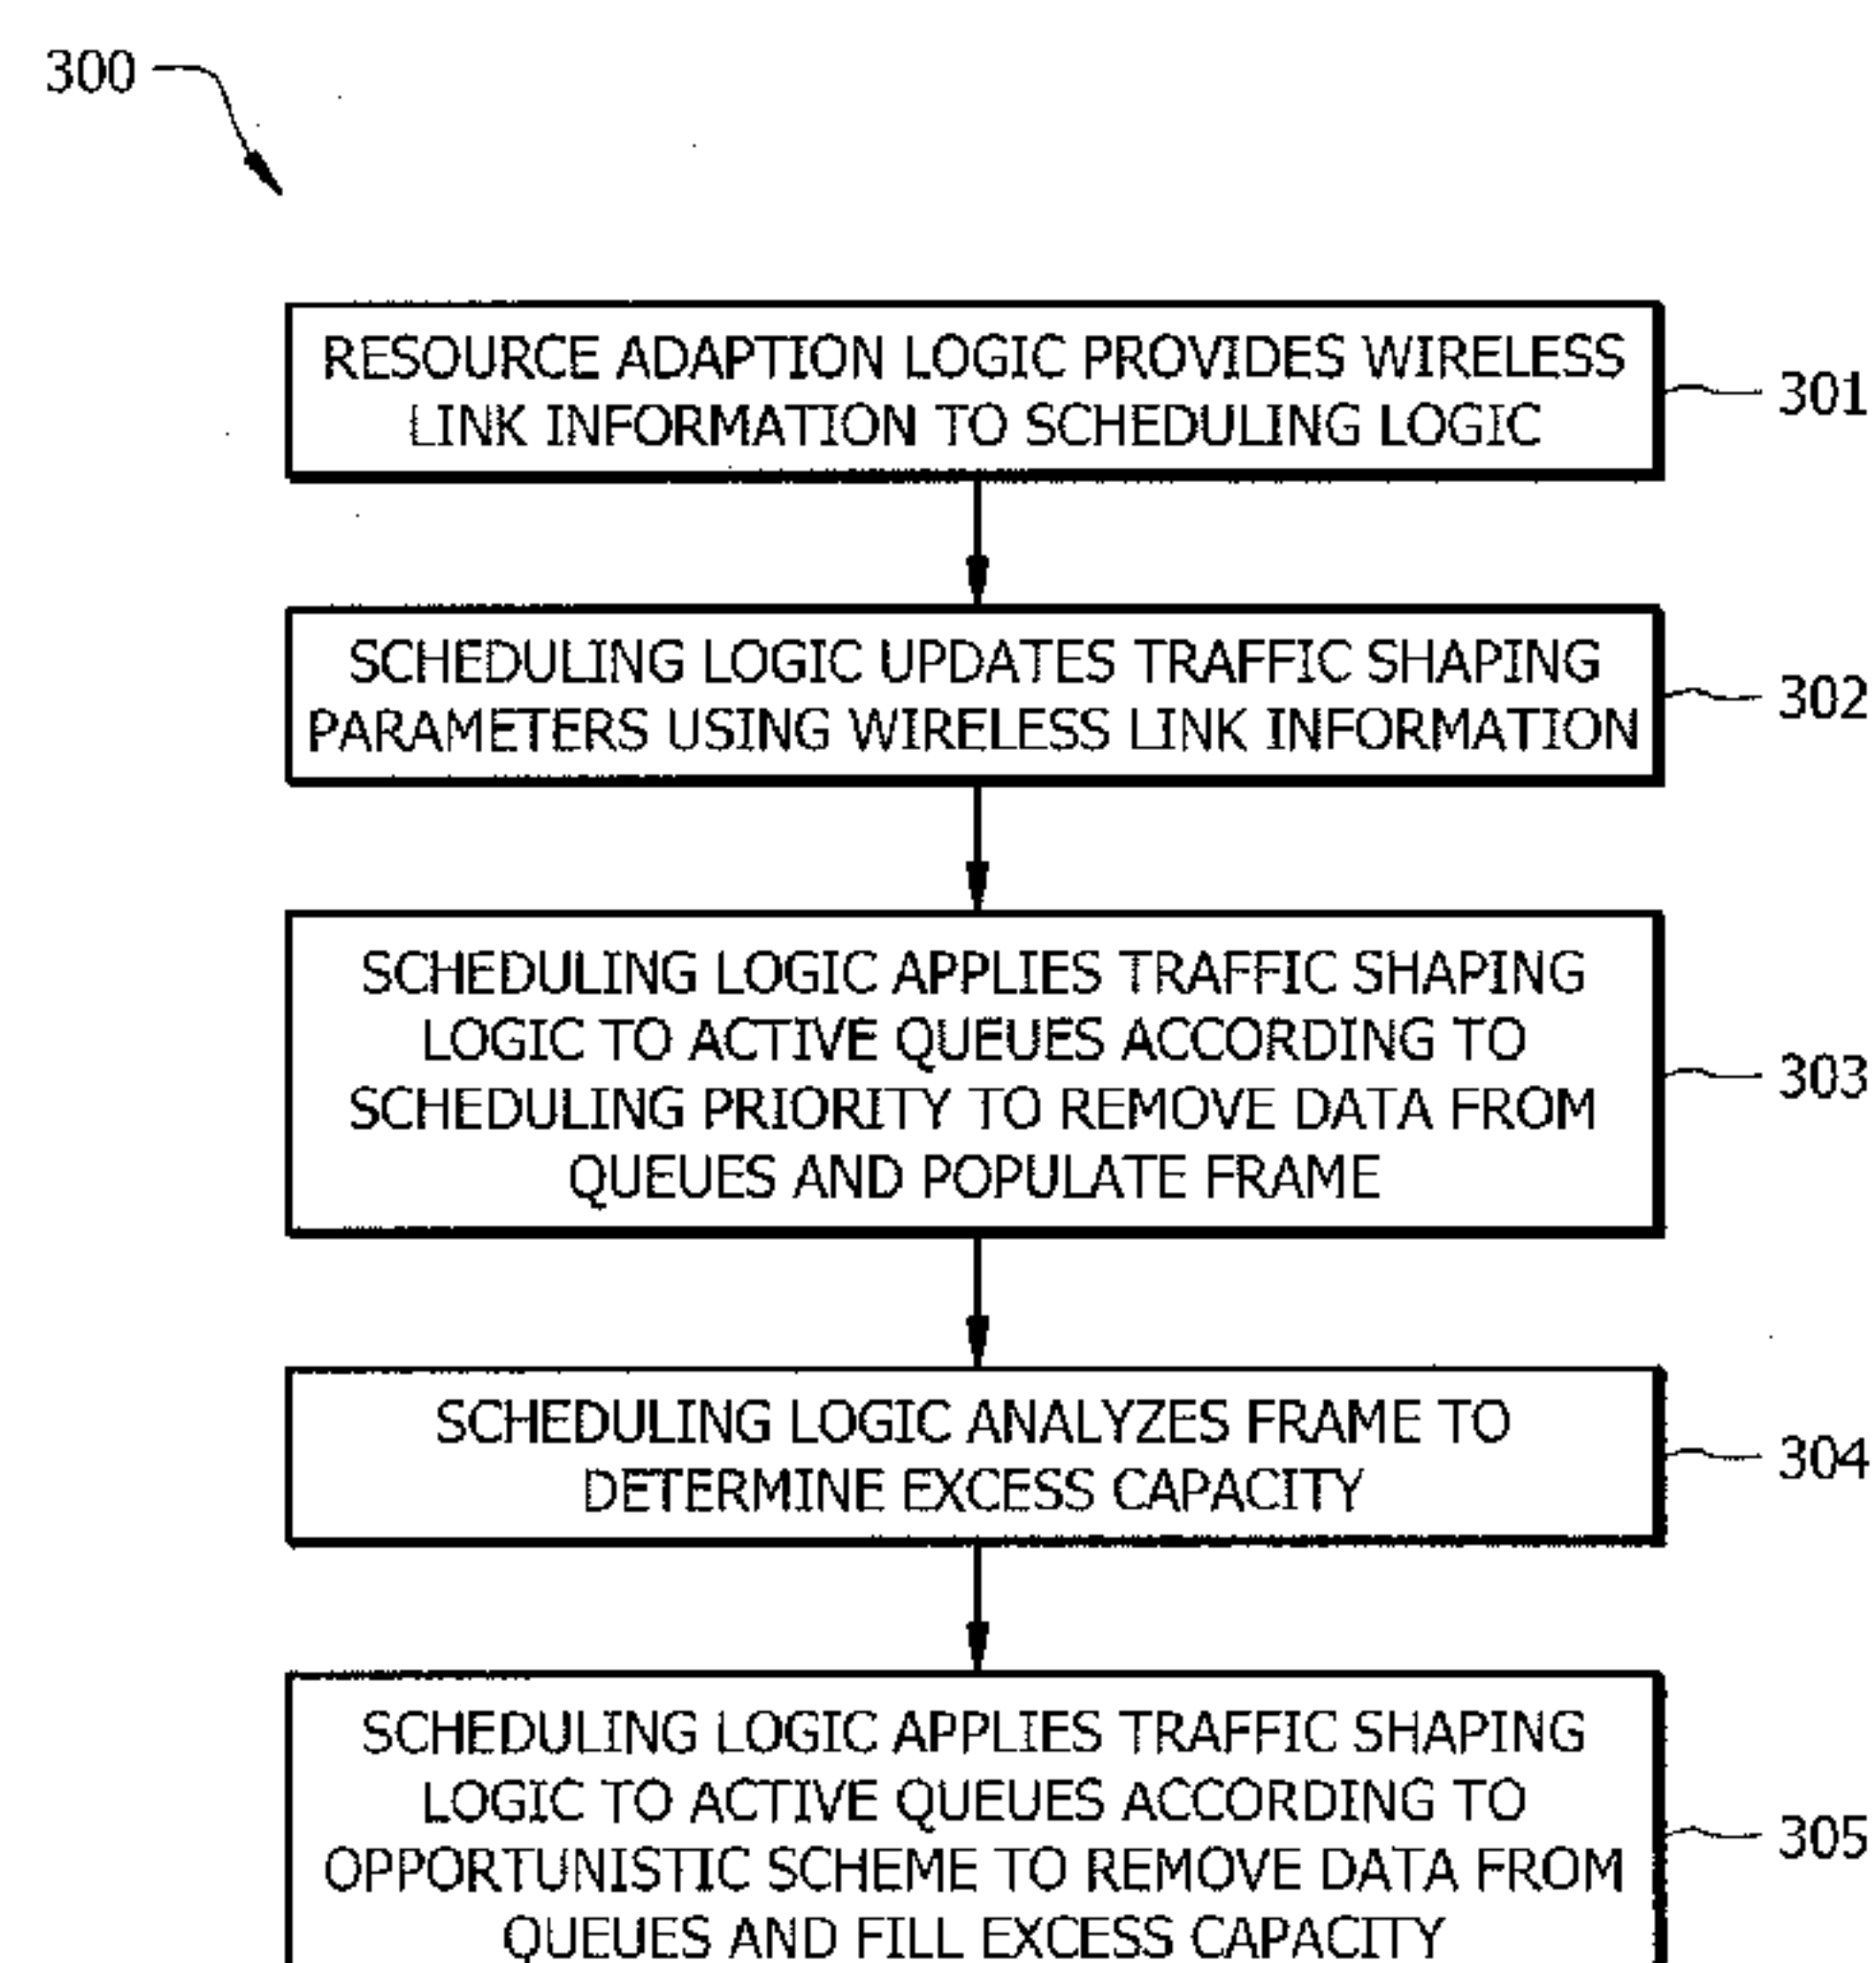 300
RESOURCE ADAPTION LOGIC PROVIDES WIRELESS
LINK INFORMATION TO SCHEDULING LOGIC
301
SCHEDULING LOGIC UPDATES TRAFFIC SHAPING
PARAMETERS USING WIRELESS LINK INFORMATION
302
SCHEDULING LOGIC APPLIES TRAFFIC SHAPING
LOGIC TO ACTIVE QUEUES ACCORDING TO
SCHEDULING PRIORITY TO REMOVE DATA FROM
QUEUES AND POPULATE FRAME
303
SCHEDULING LOGIC ANALYZES FRAME TO
DETERMINE EXCESS CAPACITY
304
SCHEDULING LOGIC APPLIES TRAFFIC SHAPING
LOGIC TO ACTIVE QUEUES ACCORDING TO
OPPORTUNISTIC SCHEME TO REMOVE DATA FROM
QUEUES AND FILL EXCESS CAPACITY
305